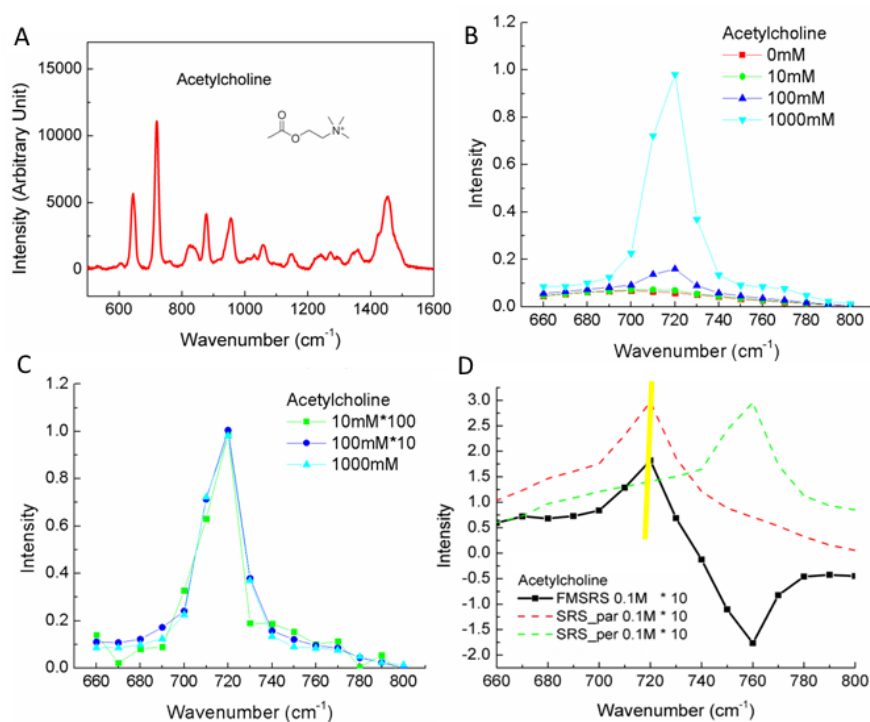 A
15000
10000
5000
0
Intensity (Arbitrary Unit)
Acetylcholine
O
O
N+
600 800 1000 1200 1400 1600
Wavenumber (cm-1)
B
1.2
1.0
0.8
0.6
0.4
0.2
0.0
Intensity
Acetylcholine
0mM
10mM
100mM
1000mM
660 680 700 720 740 760 780 800
Wavenumber (cm-1)
C
1.2
1.0
0.8
0.6
0.4
0.2
0.0
Intensity
Acetylcholine
10mM*100
100mM*10
1000mM
660 680 700 720 740 760 780 800
Wavenumber (cm-1)
D
3.0
2.5
2.0
1.5
1.0
0.5
0.0
-0.5
-1.0
-1.5
-2.0
Intensity
Acetylcholine
FMSRS 0.1M * 10
SRS_par 0.1M * 10
SRS_per 0.1M * 10
660 680 700 720 740 760 780 800
Wavenumber (cm-1)